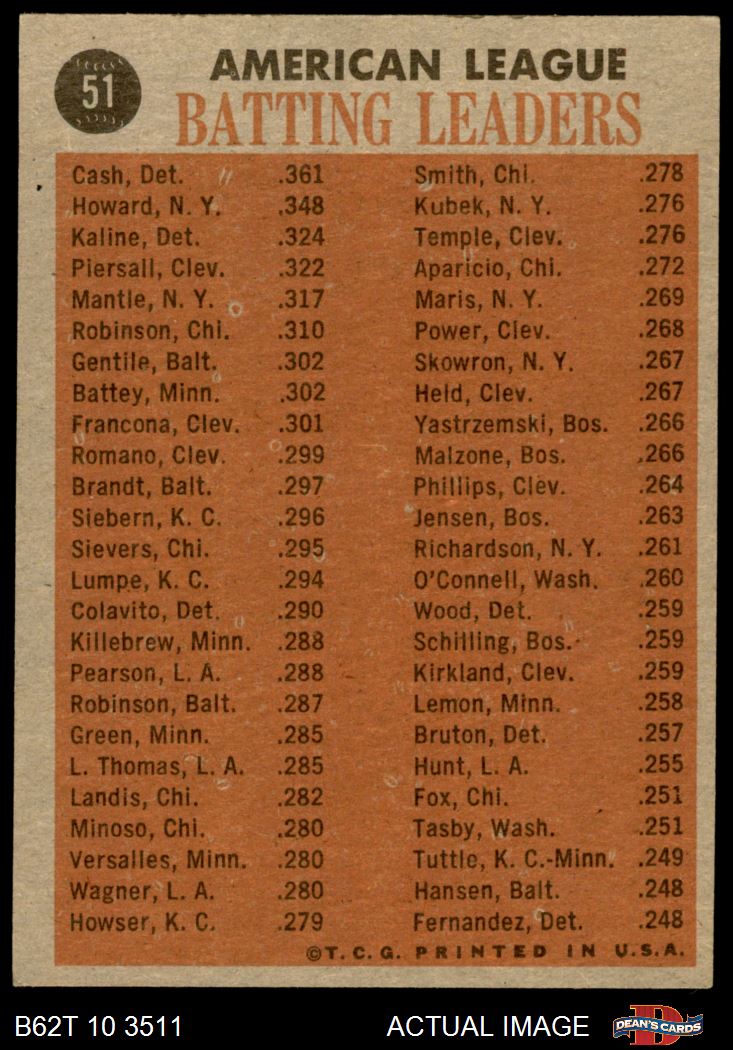 51
AMERICAN LEAGUE
BATTING LEADERS
Cash, Det. .361
Howard, N. Y. .348
Kaline, Det. .324
Piersall, Clev. .322
Mantle, N. Y. .317
Robinson, Chi. .310
Gentile, Balt. .302
Battey, Minn. .302
Francona, Clev. .301
Romano, Clev. .299
Brandt, Balt. .297
Siebern, K. C. .296
Sievers, Chi. .295
Lumpe, K. C. .294
Colavito, Det. .290
Killebrew, Minn. .288
Pearson, L. A. .288
Robinson, Balt. .287
Green, Minn. .285
L. Thomas, L. A. .285
Landis, Chi. .282
Minoso, Chi. .280
Versalles, Minn. .280
Wagner, L. A. .280
Howser, K. C. .279
Smith, Chi. .278
Kubek, N. Y. .276
Temple, Clev. .276
Aparicio, Chi. .272
Maris, N. Y. .269
Power, Clev. .268
Skowron, N. Y. .267
Held, Clev. .267
Yastrzemski, Bos. .266
Malzone, Bos. .266
Phillips, Clev. .264
Jensen, Bos. .263
Richardson, N. Y. .261
O'Connell, Wash. .260
Wood, Det. .259
Schilling, Bos. .259
Kirkland, Clev. .259
Lemon, Minn. .258
Bruton, Det. .257
Hunt, L. A. .255
Fox, Chi. .251
Tasby, Wash. .251
Tuttle, K. C.-Minn. .249
Hansen, Balt. .248
Fernandez, Det. .248
©T. C. G. PRINTED IN U.S.A.
B62T 10 3511
ACTUAL IMAGE
D
DEAN'S CARDS